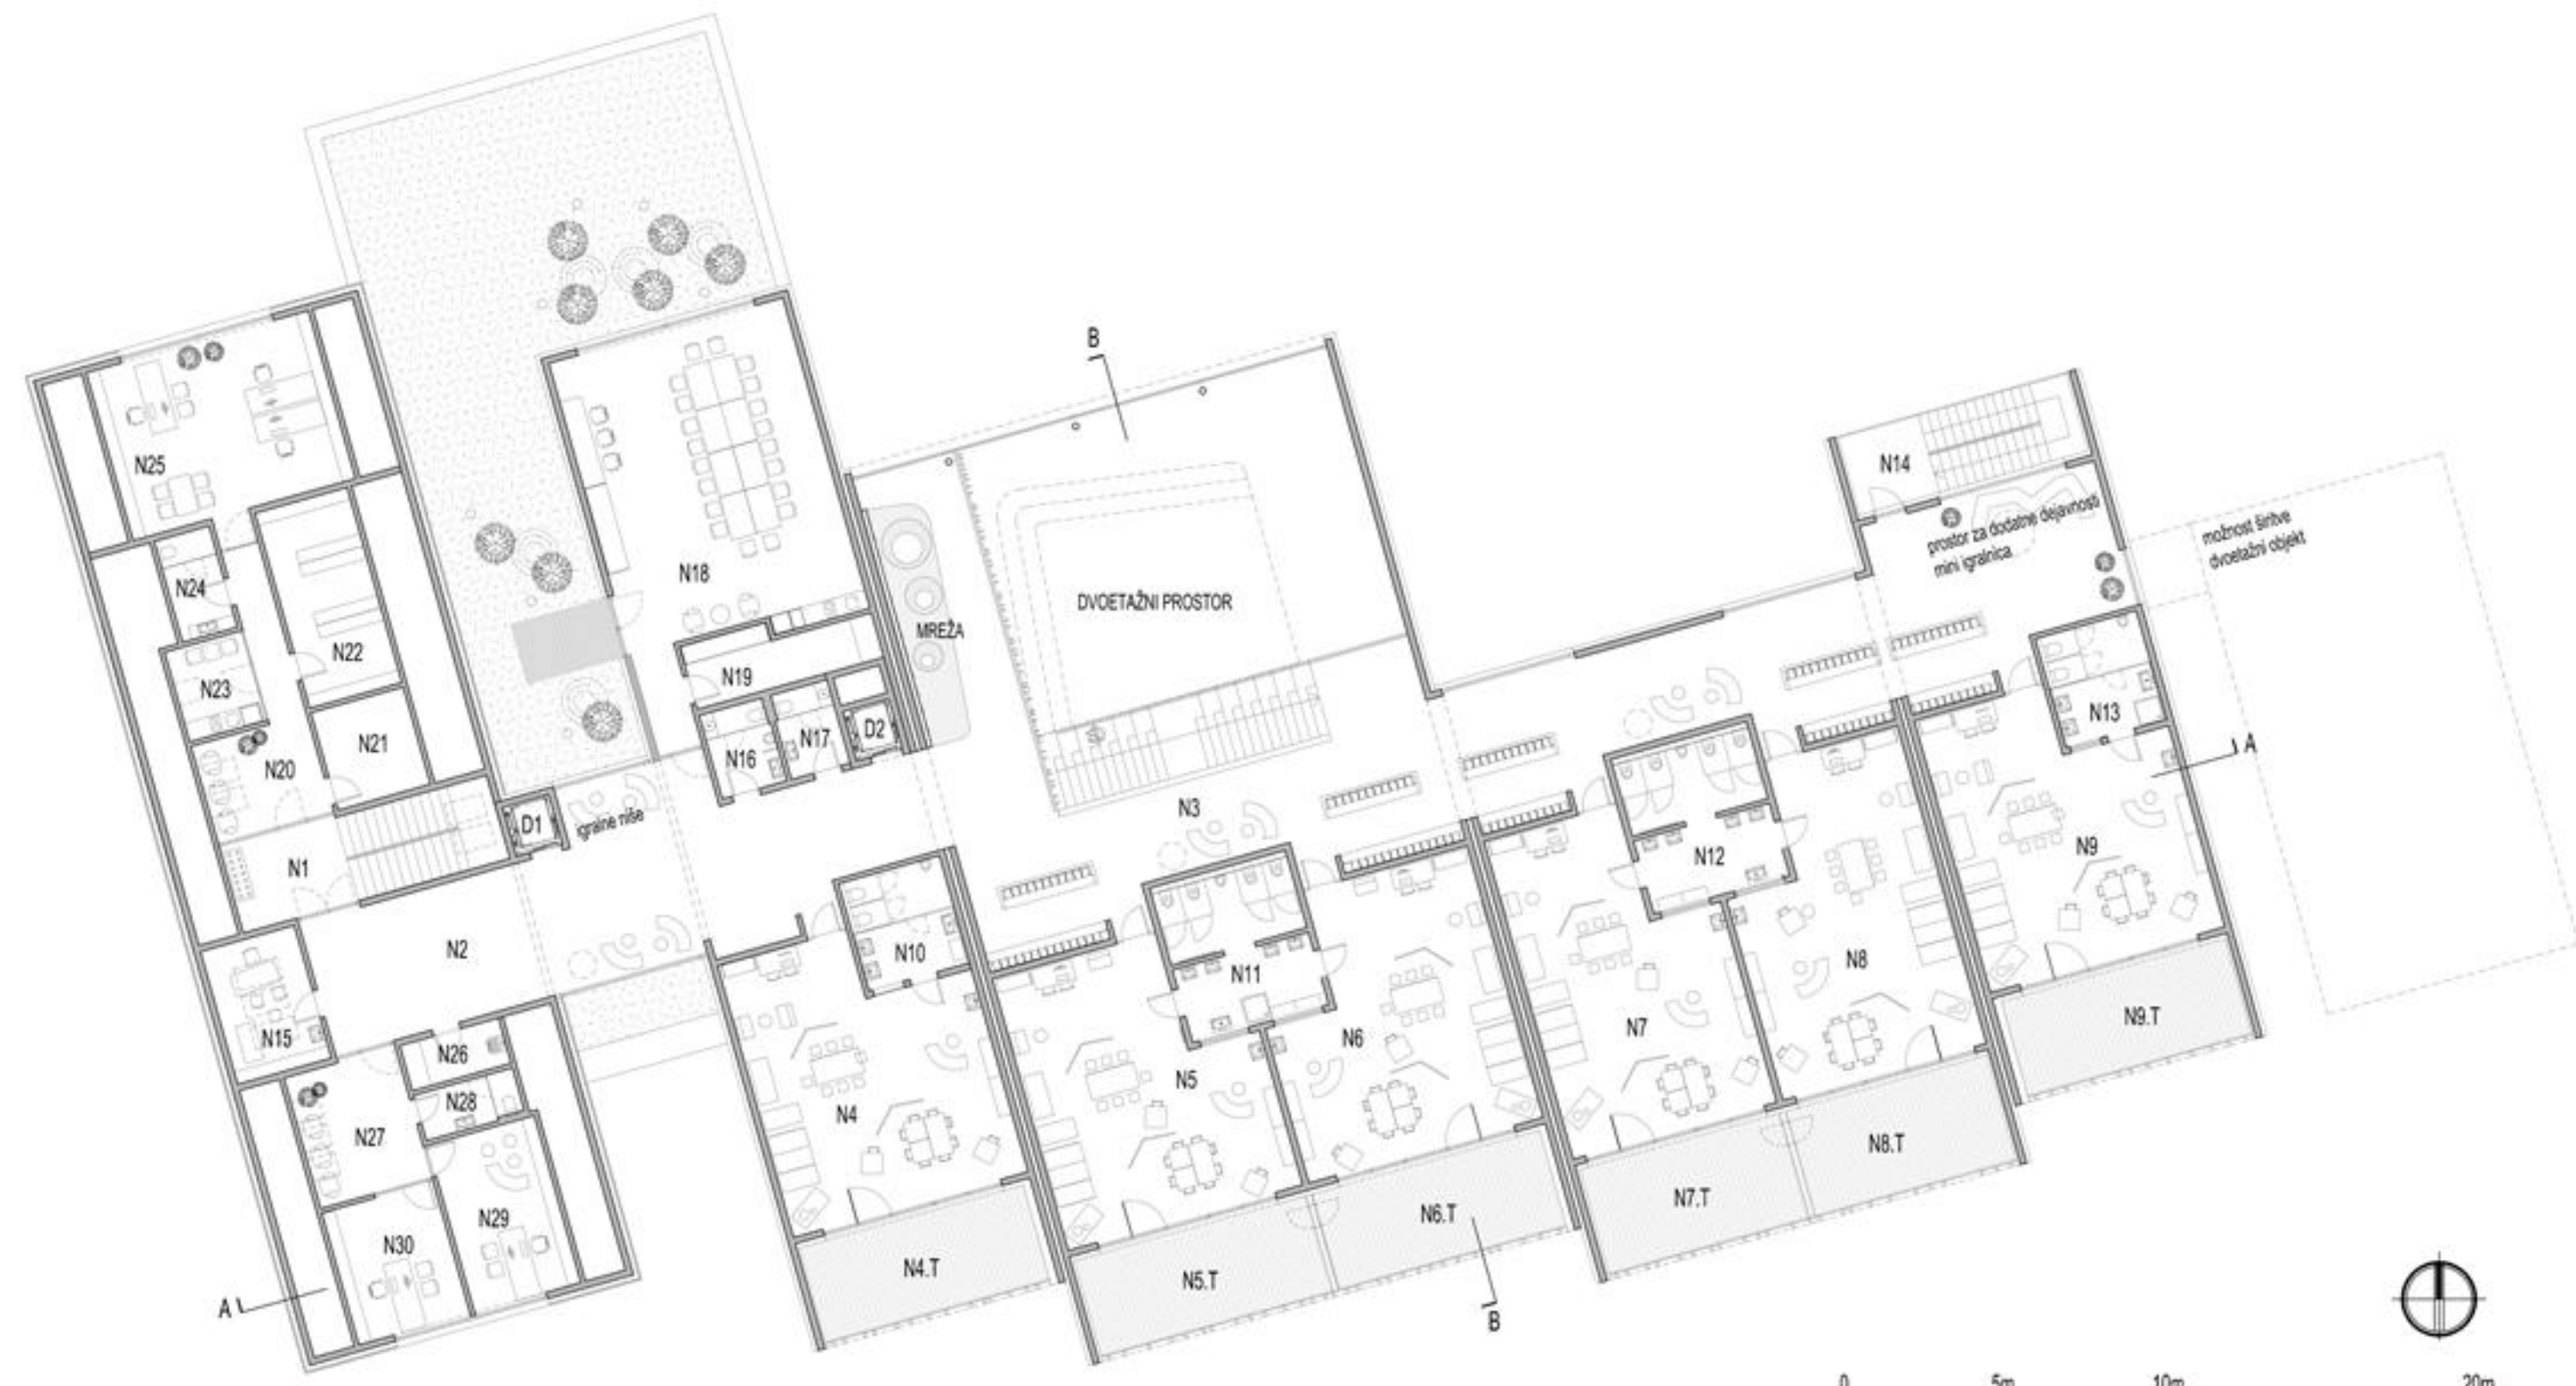 B
N25
N14
prostor za dodatne dejavnosti
mini igralnica
možnost širitve
dvoetažni objekt
N24
N18
DVOETAŽNI PROSTOR
MREŽA
N22
N23
N19
N21
N20
N16
N17
D2
N13
A
D1
igralne niše
N3
N1
N12
N9
N2
N10
N11
N8
N15
N26
N28
N27
N4
N5
N6
N7
N9.T
N29
N30
N4.T
N5.T
N6.T
N7.T
N8.T
A
B
0 5m 10m 20m